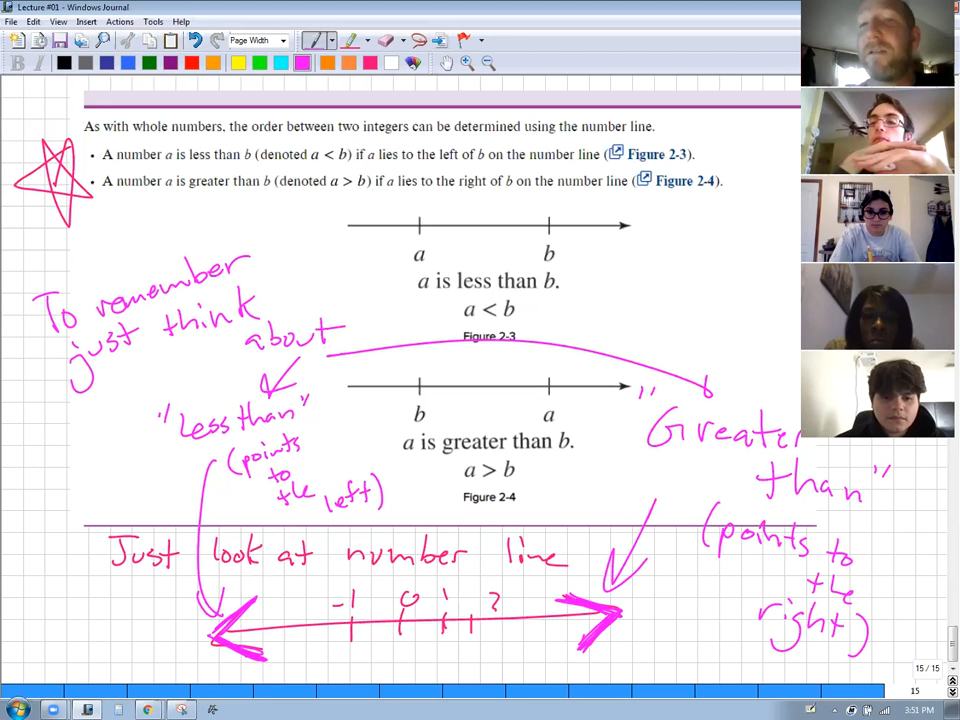 Lecture #01 - Windows Journal
File Edit View Insert Actions Tools Help
Page Width
B I
As with whole numbers, the order between two integers can be determined using the number line.
• A number a is less than b (denoted a < b) if a lies to the left of b on the number line (Figure 2-3).
• A number a is greater than b (denoted a > b) if a lies to the right of b on the number line (Figure 2-4).
a b
a is less than b.
a < b
Figure 2-3
To remember
just think
about
"Less than"
(points
to
the left)
b a
a is greater than b.
a > b
Figure 2-4
"Greater
than"
(points to
the
right)
Just look at number line
-1 0 1 2
15 / 15
15
3:51 PM